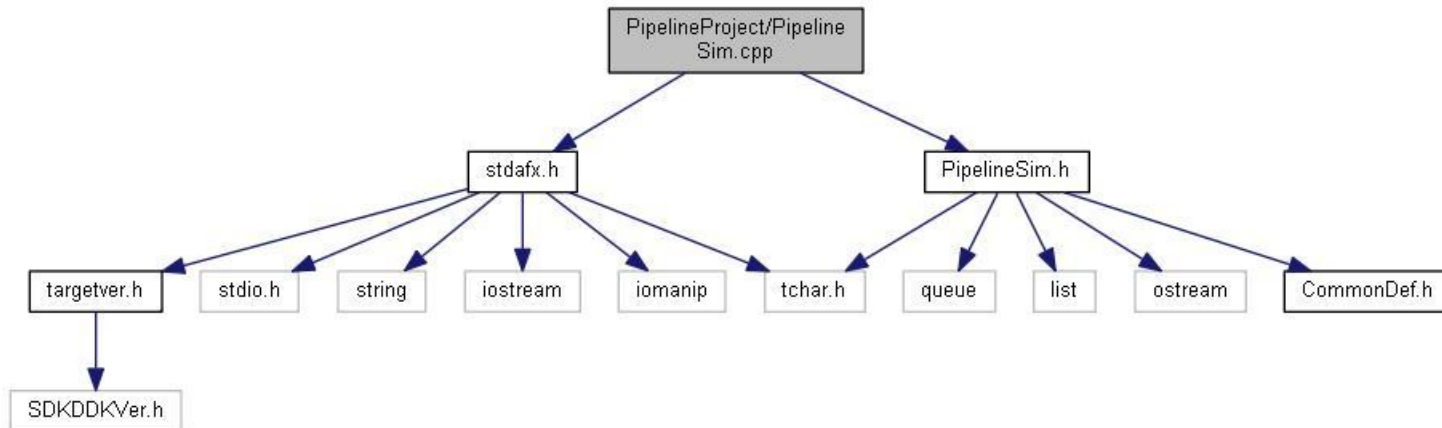 PipelineProject/Pipeline
Sim.cpp
stdafx.h
PipelineSim.h
targetver.h
stdio.h
string
iostream
iomanip
tchar.h
queue
list
ostream
CommonDef.h
SDKDDKVer.h